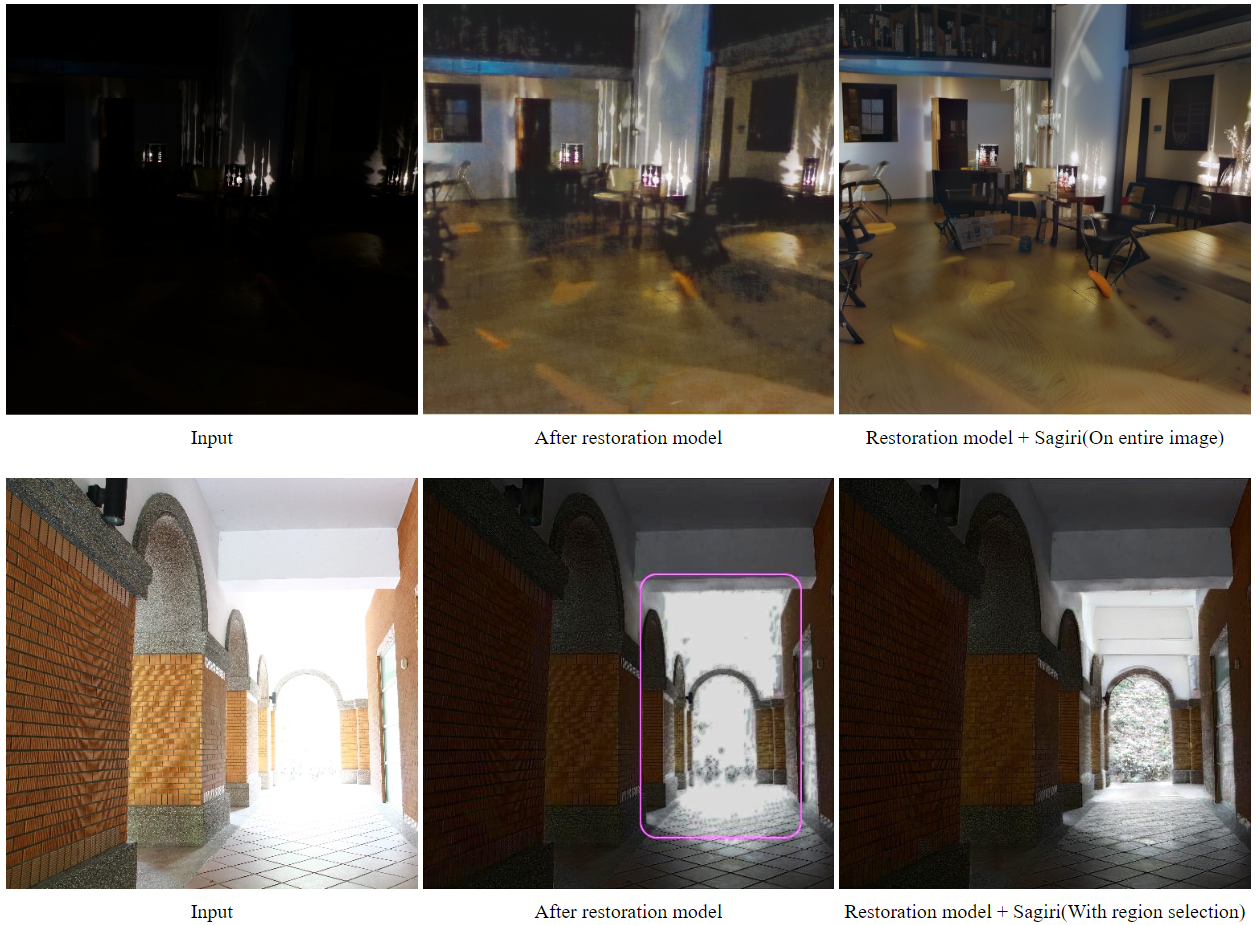 Input
After restoration model
Restoration model + Sagiri(On entire image)
Input
After restoration model
Restoration model + Sagiri(With region selection)